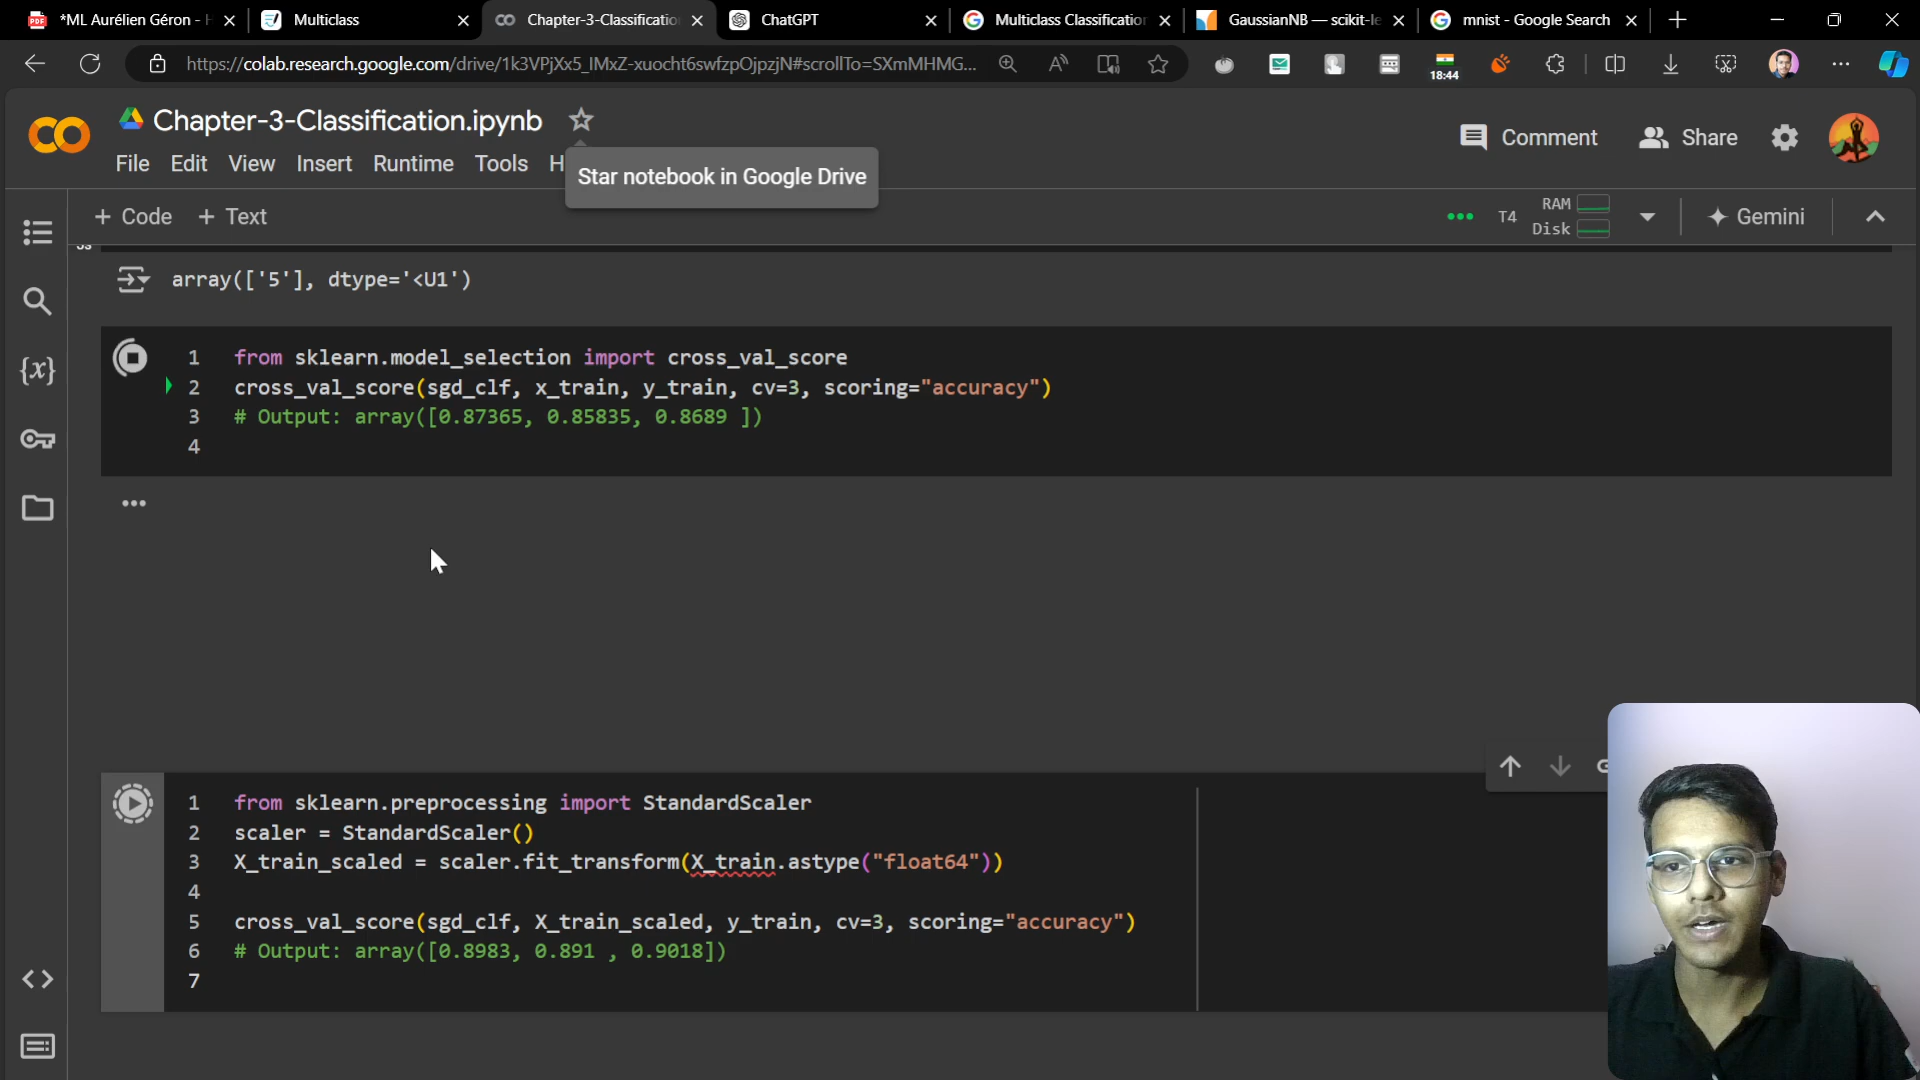 *ML Aurélien Géron - H
Multiclass
Chapter-3-Classificatio
ChatGPT
Multiclass Classificatio
GaussianNB — scikit-le
mnist - Google Search
https://colab.research.google.com/drive/1k3VPjXx5_IMxZ-xuocht6swfzpOjpzjN#scrollTo=SXmMHMG...
18:44
Chapter-3-Classification.ipynb
Comment
Share
File Edit View Insert Runtime Tools H
Star notebook in Google Drive
+ Code + Text
T4
RAM
Disk
Gemini
array(['5'], dtype='<U1')
1 from sklearn.model_selection import cross_val_score
2 cross_val_score(sgd_clf, x_train, y_train, cv=3, scoring="accuracy")
3 # Output: array([0.87365, 0.85835, 0.8689 ])
4
1 from sklearn.preprocessing import StandardScaler
2 scaler = StandardScaler()
3 X_train_scaled = scaler.fit_transform(X_train.astype("float64"))
4
5 cross_val_score(sgd_clf, X_train_scaled, y_train, cv=3, scoring="accuracy")
6 # Output: array([0.8983, 0.891 , 0.9018])
7